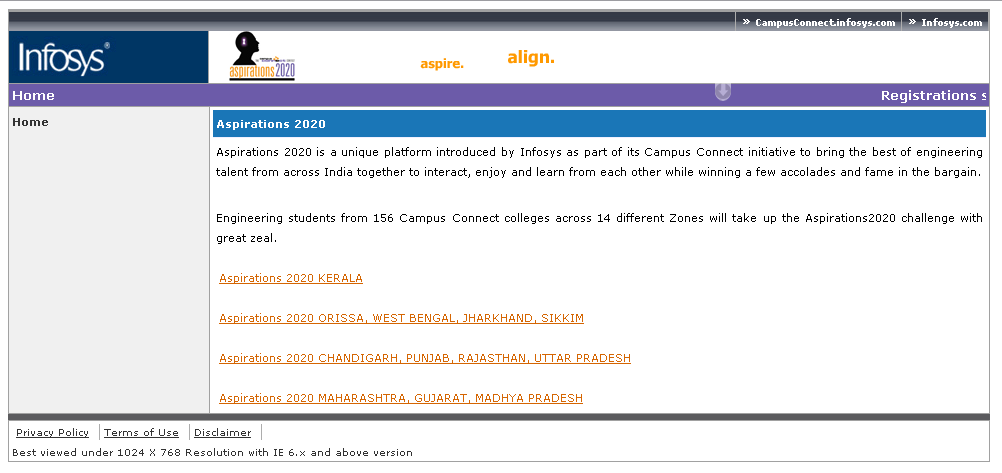 » CampusConnect.infosys.com » Infosys.com
Infosys®
aspirations2020
aspire. align.
Home Registrations s
Home
Aspirations 2020
Aspirations 2020 is a unique platform introduced by Infosys as part of its Campus Connect initiative to bring the best of engineering
talent from across India together to interact, enjoy and learn from each other while winning a few accolades and fame in the bargain.
Engineering students from 156 Campus Connect colleges across 14 different Zones will take up the Aspirations2020 challenge with
great zeal.
Aspirations 2020 KERALA
Aspirations 2020 ORISSA, WEST BENGAL, JHARKHAND, SIKKIM
Aspirations 2020 CHANDIGARH, PUNJAB, RAJASTHAN, UTTAR PRADESH
Aspirations 2020 MAHARASHTRA, GUJARAT, MADHYA PRADESH
Privacy Policy Terms of Use Disclaimer
Best viewed under 1024 X 768 Resolution with IE 6.x and above version